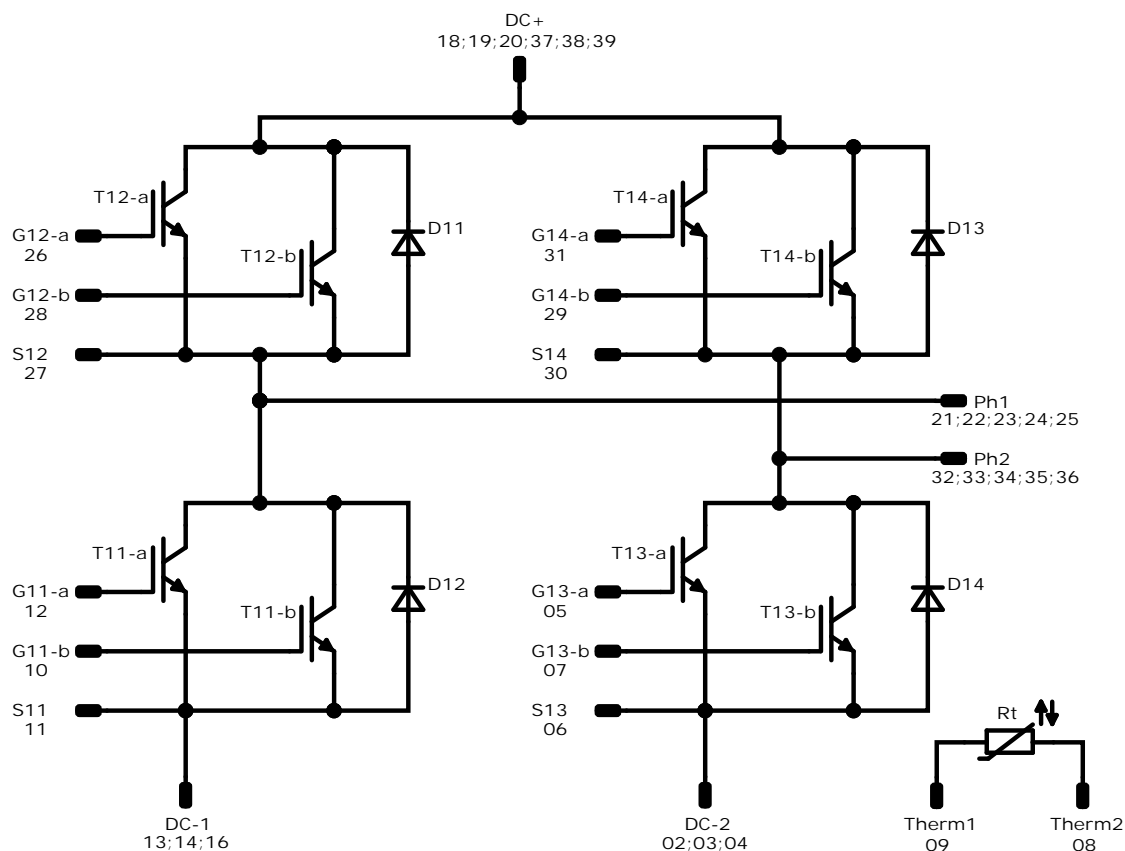 DC+
18;19;20;37;38;39
T12-a
T14-a
G12-a
26
D11
G14-a
31
D13
T12-b
T14-b
G12-b
28
G14-b
29
S12
27
S14
30
Ph1
21;22;23;24;25
Ph2
32;33;34;35;36
T11-a
T13-a
G11-a
12
D12
G13-a
05
D14
T11-b
T13-b
G11-b
10
G13-b
07
S11
11
S13
06
Rt
DC-1
13;14;16
DC-2
02;03;04
Therm1
09
Therm2
08